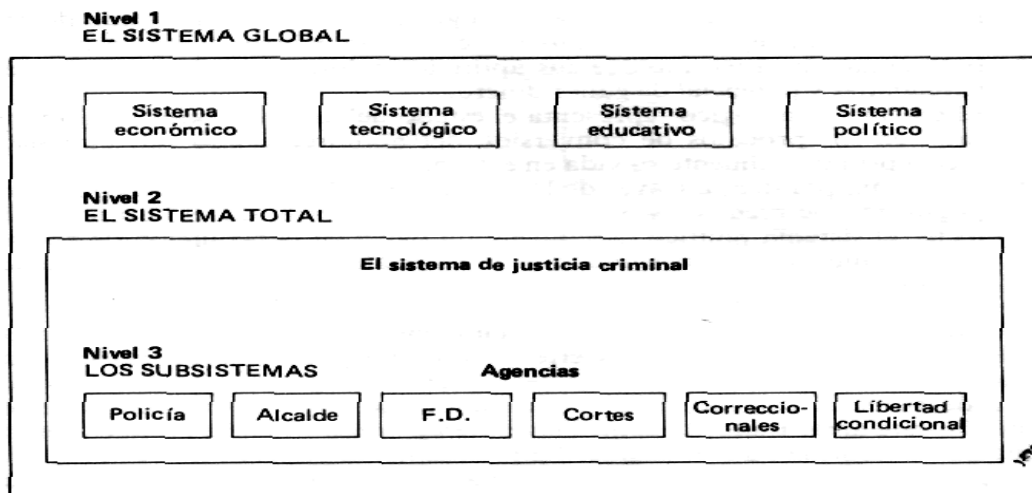 Nivel 1
EL SISTEMA GLOBAL
Sistema económico
Sistema tecnológico
Sistema educativo
Sistema político
Nivel 2
EL SISTEMA TOTAL
El sistema de justicia criminal
Nivel 3
LOS SUBSISTEMAS
Agencias
Policía
Alcalde
F.D.
Cortes
Correccio-
nales
Libertad
condicional